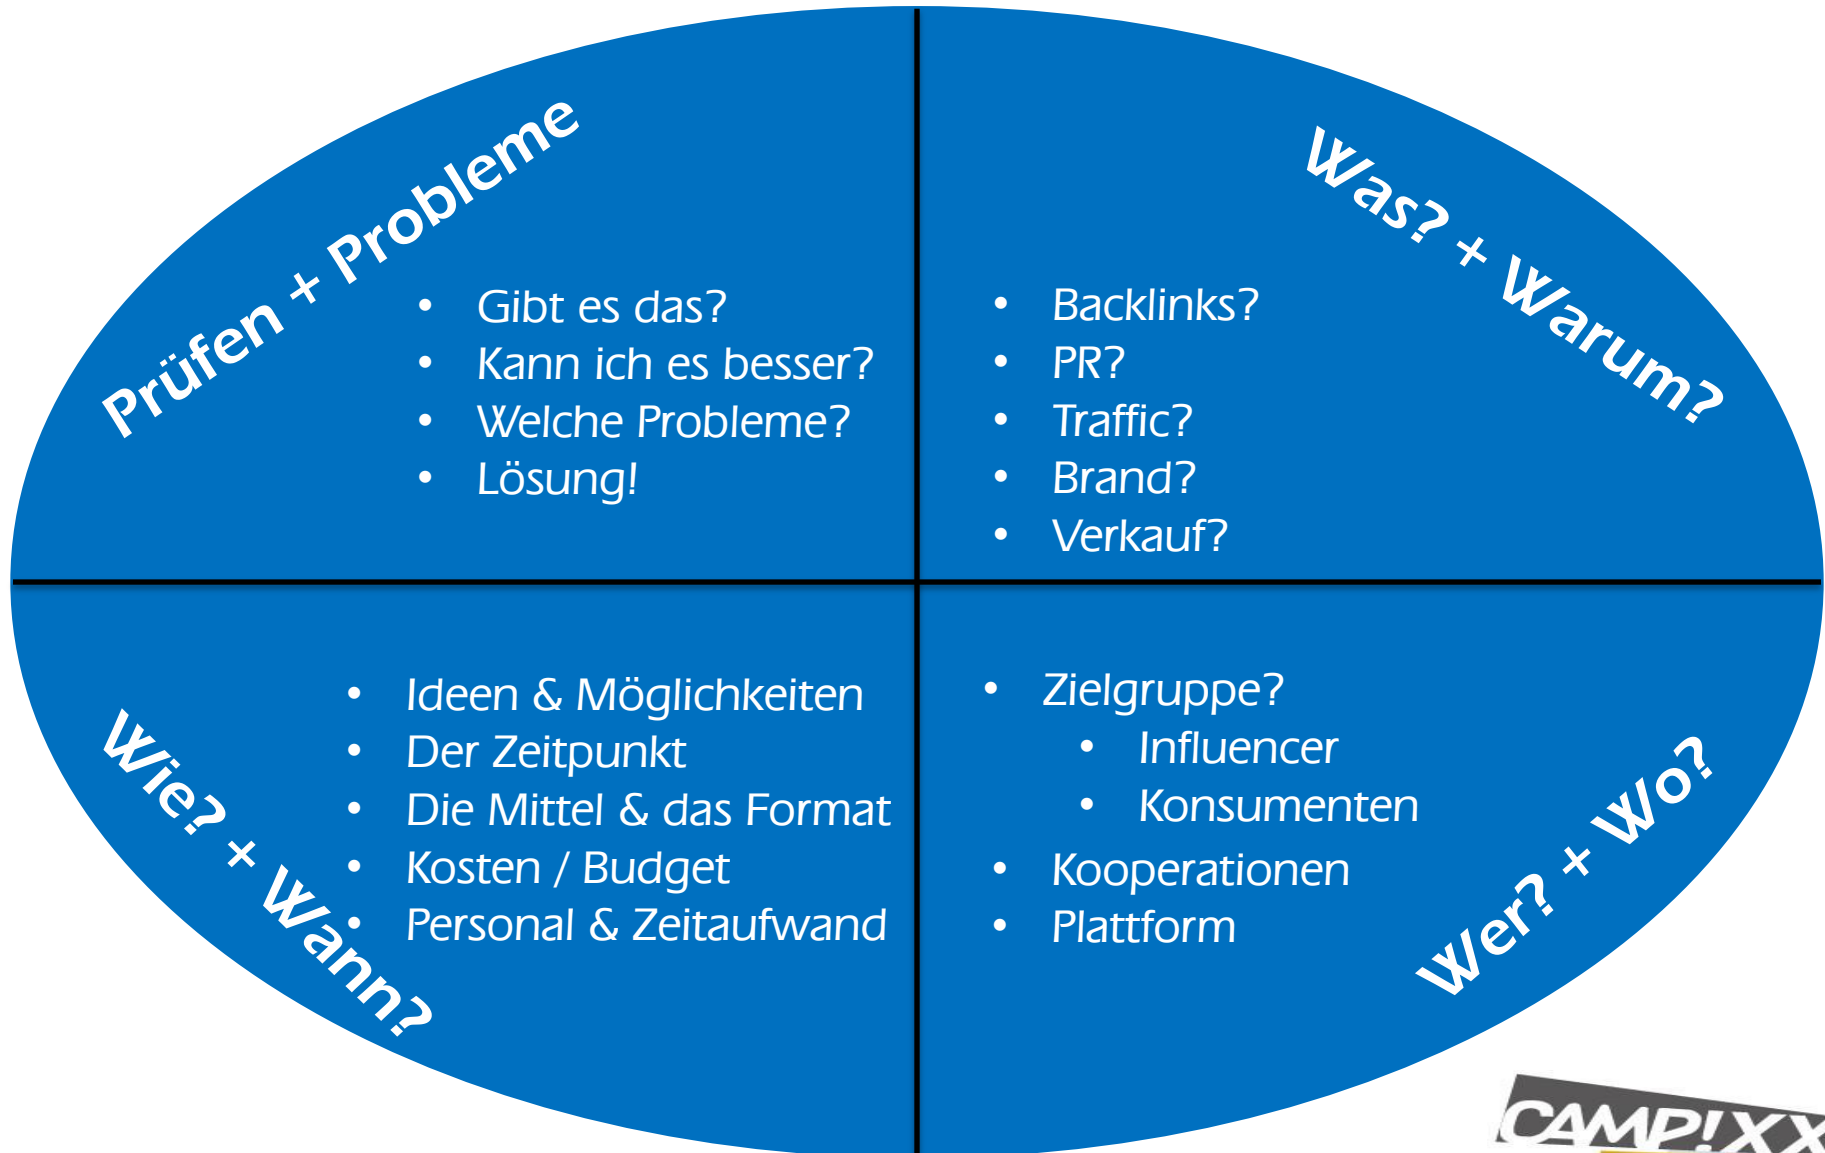 Prüfen + Probleme
• Gibt es das?
• Kann ich es besser?
• Welche Probleme?
• Lösung!
Was? + Warum?
• Backlinks?
• PR?
• Traffic?
• Brand?
• Verkauf?
Wie? + Wann?
• Ideen & Möglichkeiten
• Der Zeitpunkt
• Die Mittel & das Format
• Kosten / Budget
• Personal & Zeitaufwand
• Zielgruppe?
• Influencer
• Konsumenten
• Kooperationen
• Plattform
Wer? + Wo?
CAMP!XX